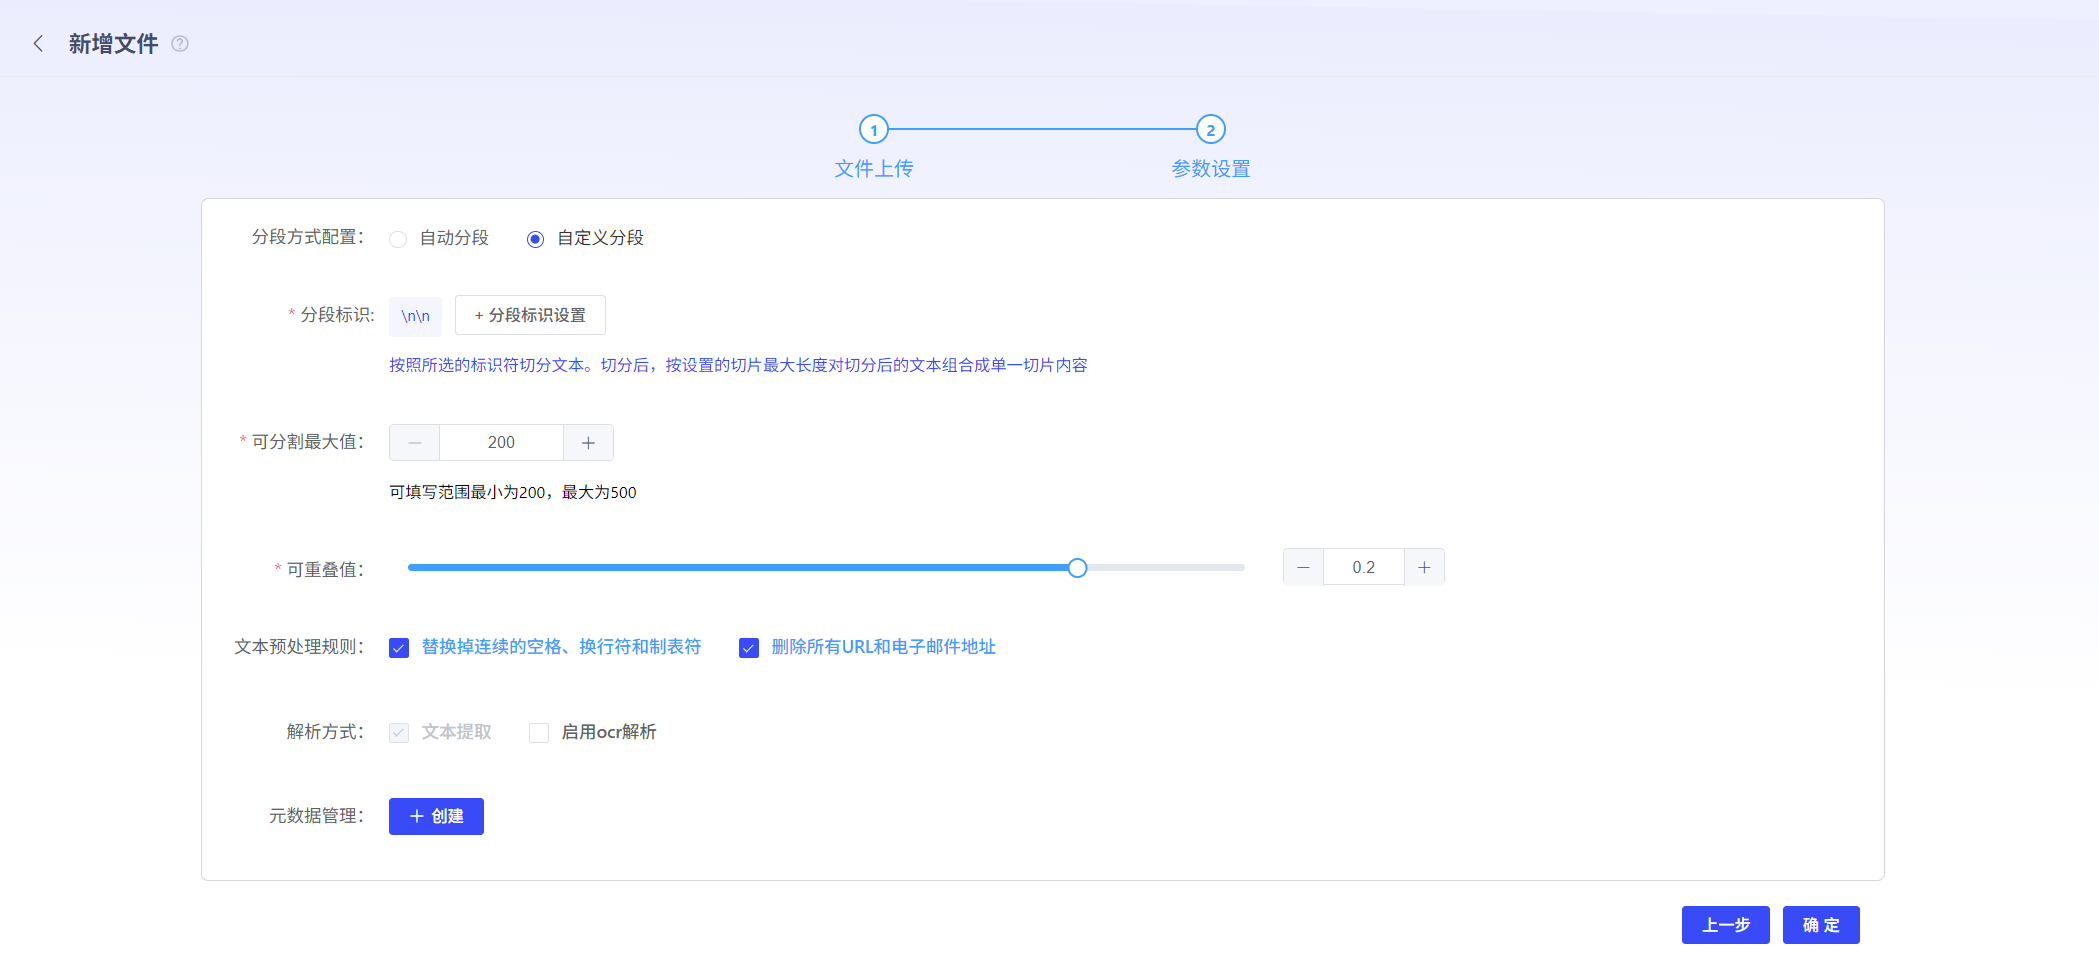 新增文件
1 2
文件上传 参数设置
分段方式配置： 自动分段 自定义分段
* 分段标识: \n\n + 分段标识设置
按照所选的标识符切分文本。切分后，按设置的切片最大长度对切分后的文本组合成单一切片内容
* 可分割最大值： 200
可填写范围最小为200，最大为500
* 可重叠值： 0.2
文本预处理规则： 替换掉连续的空格、换行符和制表符 删除所有URL和电子邮件地址
解析方式： 文本提取 启用ocr解析
元数据管理： + 创建
上一步 确 定